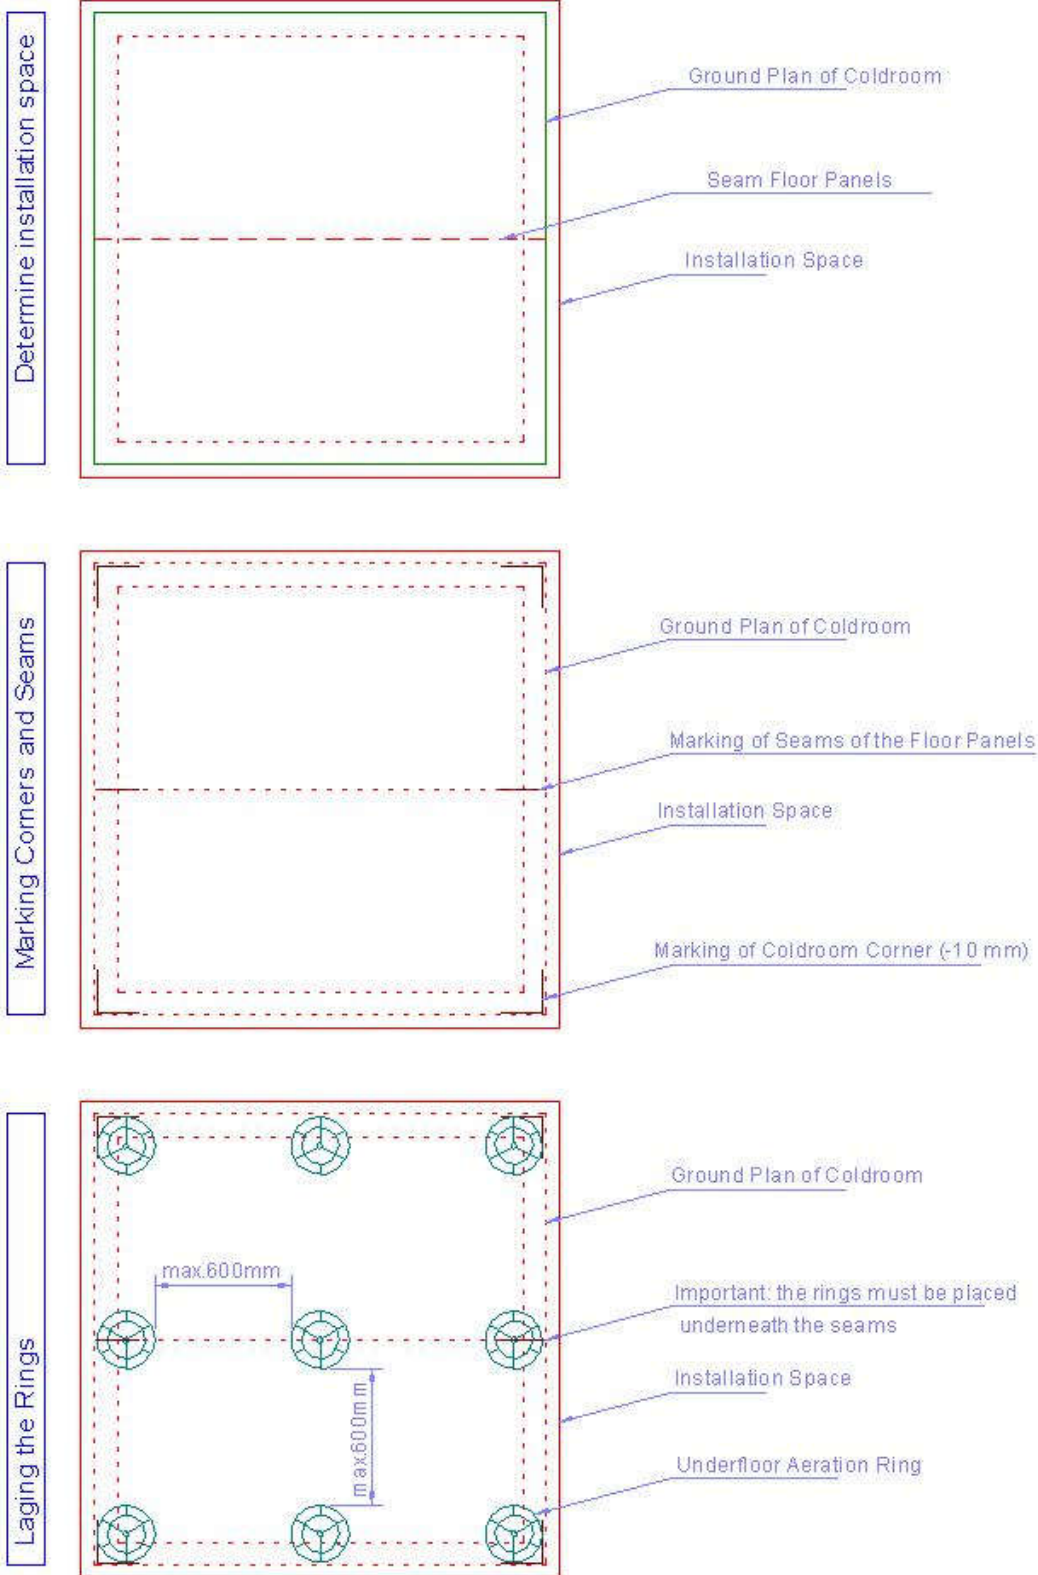 Determine installation space
Ground Plan of Coldroom
Seam Floor Panels
Installation Space
Marking Corners and Seams
Ground Plan of Coldroom
Marking of Seams of the Floor Panels
Installation Space
Marking of Coldroom Corner (-10 mm)
Laging the Rings
Ground Plan of Coldroom
max.600mm
Important: the rings must be placed
underneath the seams
Installation Space
max.600mm
Underfloor Aeration Ring